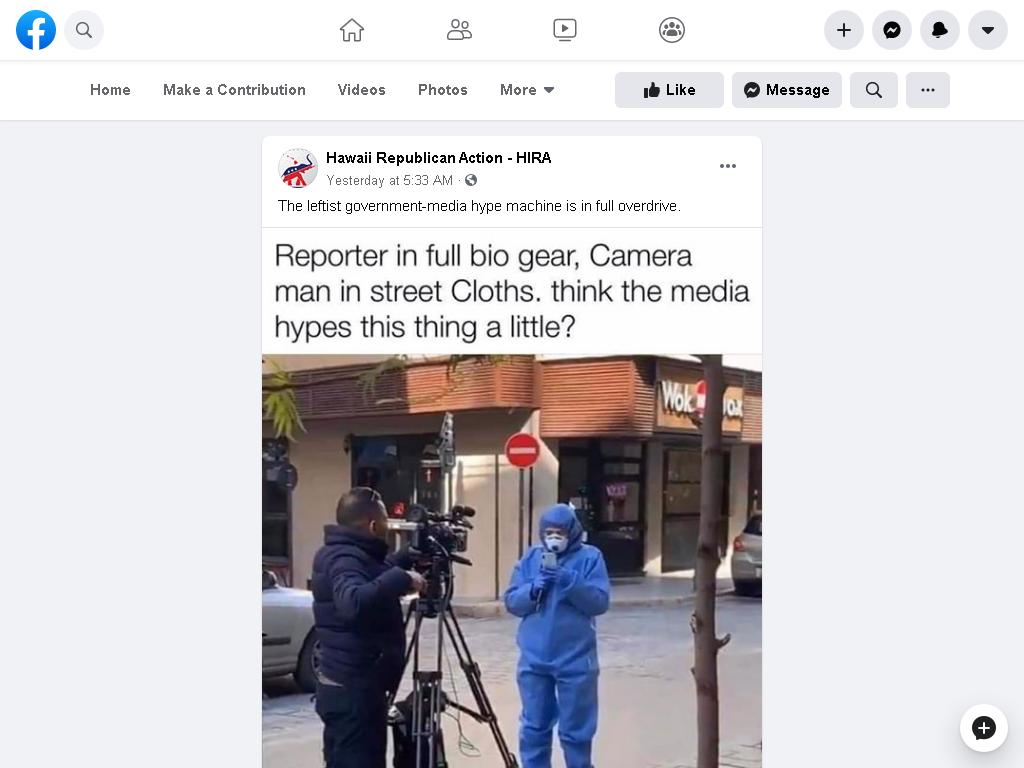 Home Make a Contribution Videos Photos More Like Message
Hawaii Republican Action - HIRA
Yesterday at 5:33 AM
The leftist government-media hype machine is in full overdrive.
Reporter in full bio gear, Camera
man in street Cloths. think the media
hypes this thing a little?
Wok